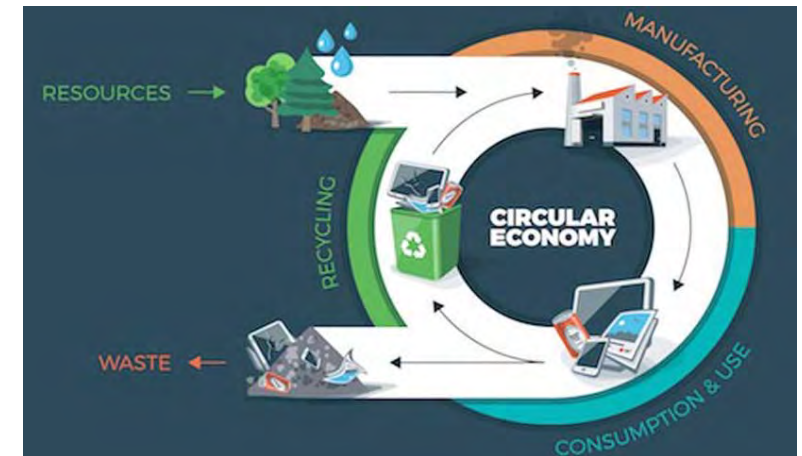 MANUFACTURING
RESOURCES
RECYCLING
CIRCULAR
ECONOMY
WASTE
CONSUMPTION & USE